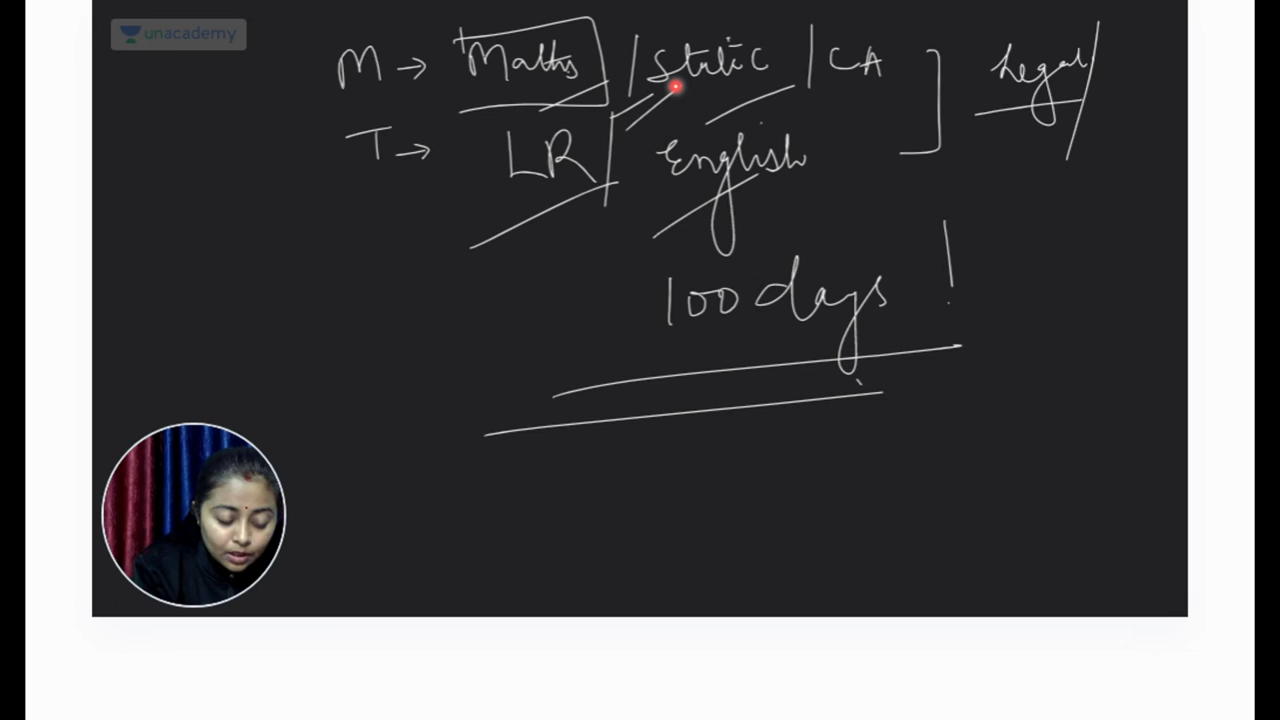 unacademy
M → Maths / Static / CA ] Legal /
T → LR / English
100 days !